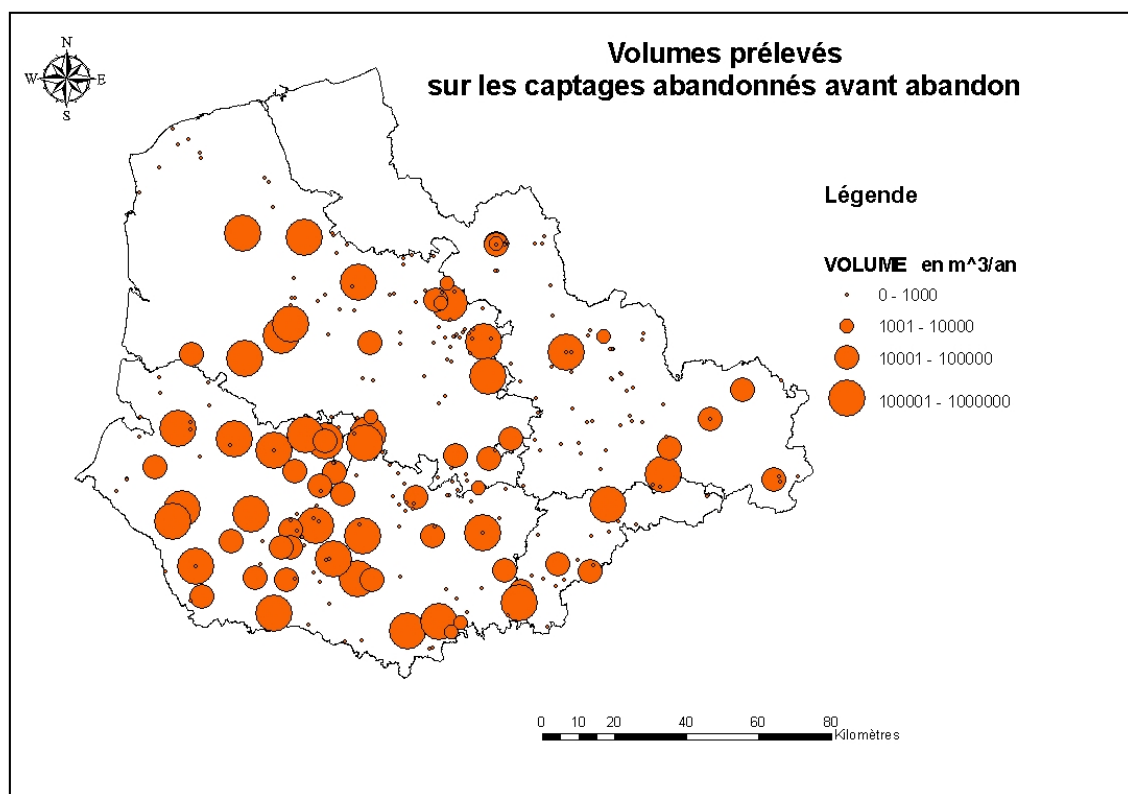 N
W E
S
Volumes prélevés
sur les captages abandonnés avant abandon
Légende
VOLUME en m^3/an
0 - 1000
1001 - 10000
10001 - 100000
100001 - 1000000
0 10 20 40 60 80
Kilomètres